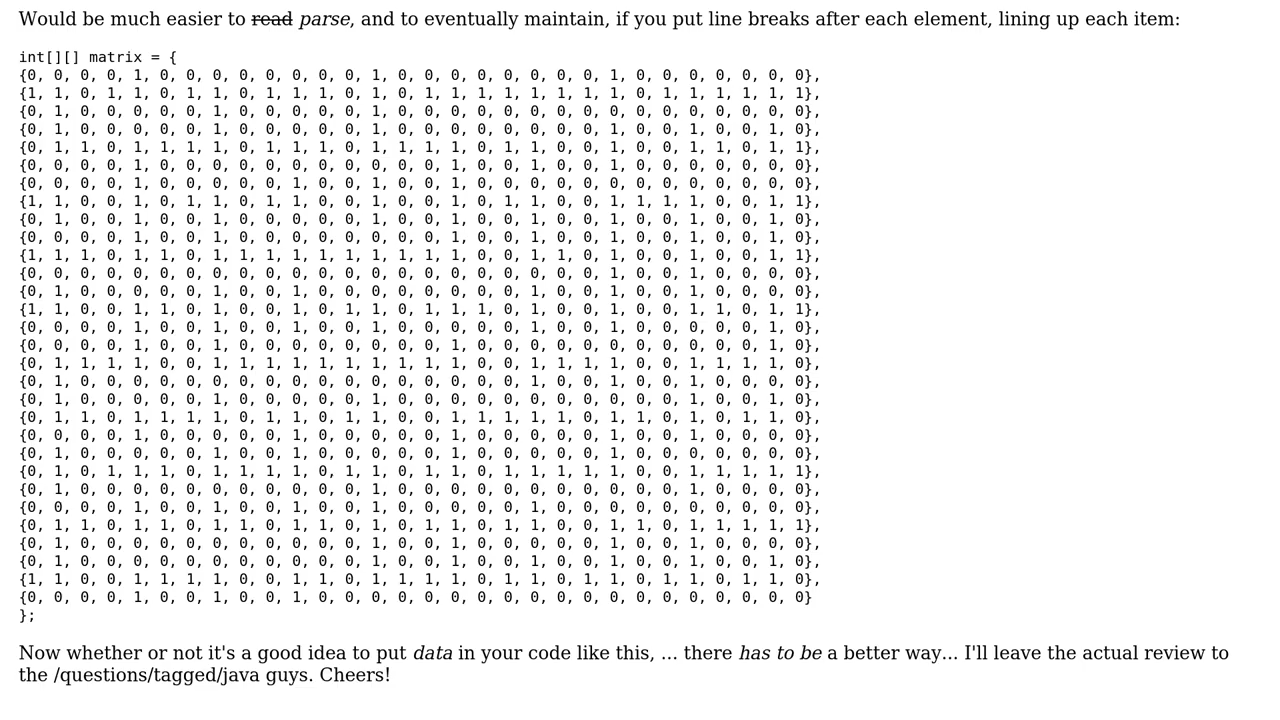 Would be much easier to read parse, and to eventually maintain, if you put line breaks after each element, lining up each item:
int[][] matrix = {
{0, 0, 0, 0, 1, 0, 0, 0, 0, 0, 0, 0, 0, 1, 0, 0, 0, 0, 0, 0, 0, 0, 1, 0, 0, 0, 0, 0, 0, 0},
{1, 1, 0, 1, 1, 0, 1, 1, 0, 1, 1, 1, 0, 1, 0, 1, 1, 1, 1, 1, 1, 1, 1, 0, 1, 1, 1, 1, 1, 1},
{0, 1, 0, 0, 0, 0, 0, 1, 0, 0, 0, 0, 0, 1, 0, 0, 0, 0, 0, 0, 0, 0, 0, 0, 0, 0, 0, 0, 0, 0},
{0, 1, 0, 0, 0, 0, 0, 1, 0, 0, 0, 0, 0, 1, 0, 0, 0, 0, 0, 0, 0, 0, 1, 0, 0, 1, 0, 0, 1, 0},
{0, 1, 1, 0, 1, 1, 1, 1, 0, 1, 1, 1, 0, 1, 1, 1, 1, 0, 1, 1, 0, 0, 1, 0, 0, 1, 1, 0, 1, 1},
{0, 0, 0, 0, 1, 0, 0, 0, 0, 0, 0, 0, 0, 0, 0, 0, 1, 0, 0, 1, 0, 0, 1, 0, 0, 0, 0, 0, 0, 0},
{0, 0, 0, 0, 1, 0, 0, 0, 0, 0, 1, 0, 0, 1, 0, 0, 1, 0, 0, 0, 0, 0, 0, 0, 0, 0, 0, 0, 0, 0},
{1, 1, 0, 0, 1, 0, 1, 1, 0, 1, 1, 0, 0, 1, 0, 0, 1, 0, 1, 1, 0, 0, 1, 1, 1, 1, 0, 0, 1, 1},
{0, 1, 0, 0, 1, 0, 0, 1, 0, 0, 0, 0, 0, 1, 0, 0, 1, 0, 0, 1, 0, 0, 1, 0, 0, 1, 0, 0, 1, 0},
{0, 0, 0, 0, 1, 0, 0, 1, 0, 0, 0, 0, 0, 0, 0, 0, 1, 0, 0, 1, 0, 0, 1, 0, 0, 1, 0, 0, 1, 0},
{1, 1, 1, 0, 1, 1, 0, 1, 1, 1, 1, 1, 1, 1, 1, 1, 1, 0, 0, 1, 1, 0, 1, 0, 0, 1, 0, 0, 1, 1},
{0, 0, 0, 0, 0, 0, 0, 0, 0, 0, 0, 0, 0, 0, 0, 0, 0, 0, 0, 0, 0, 0, 1, 0, 0, 1, 0, 0, 0, 0},
{0, 1, 0, 0, 0, 0, 0, 1, 0, 0, 1, 0, 0, 0, 0, 0, 0, 0, 0, 1, 0, 0, 1, 0, 0, 1, 0, 0, 0, 0},
{1, 1, 0, 0, 1, 1, 0, 1, 0, 0, 1, 0, 1, 1, 0, 1, 1, 1, 0, 1, 0, 0, 1, 0, 0, 1, 1, 0, 1, 1},
{0, 0, 0, 0, 1, 0, 0, 1, 0, 0, 1, 0, 0, 1, 0, 0, 0, 0, 0, 1, 0, 0, 1, 0, 0, 0, 0, 0, 1, 0},
{0, 0, 0, 0, 1, 0, 0, 1, 0, 0, 0, 0, 0, 0, 0, 0, 1, 0, 0, 0, 0, 0, 0, 0, 0, 0, 0, 0, 1, 0},
{0, 1, 1, 1, 1, 0, 0, 1, 1, 1, 1, 1, 1, 1, 1, 1, 1, 0, 0, 1, 1, 1, 1, 0, 0, 1, 1, 1, 1, 0},
{0, 1, 0, 0, 0, 0, 0, 0, 0, 0, 0, 0, 0, 0, 0, 0, 0, 0, 0, 1, 0, 0, 1, 0, 0, 1, 0, 0, 0, 0},
{0, 1, 0, 0, 0, 0, 0, 1, 0, 0, 0, 0, 0, 1, 0, 0, 0, 0, 0, 0, 0, 0, 0, 0, 0, 1, 0, 0, 1, 0},
{0, 1, 1, 0, 1, 1, 1, 1, 0, 1, 1, 0, 1, 1, 0, 0, 1, 1, 1, 1, 1, 0, 1, 1, 0, 1, 0, 1, 1, 0},
{0, 0, 0, 0, 1, 0, 0, 0, 0, 0, 1, 0, 0, 0, 0, 0, 1, 0, 0, 0, 0, 0, 1, 0, 0, 1, 0, 0, 0, 0},
{0, 1, 0, 0, 0, 0, 0, 1, 0, 0, 1, 0, 0, 0, 0, 0, 1, 0, 0, 0, 0, 0, 1, 0, 0, 0, 0, 0, 0, 0},
{0, 1, 0, 1, 1, 1, 0, 1, 1, 1, 1, 0, 1, 1, 0, 1, 1, 0, 1, 1, 1, 1, 1, 0, 0, 1, 1, 1, 1, 1},
{0, 1, 0, 0, 0, 0, 0, 0, 0, 0, 0, 0, 0, 1, 0, 0, 0, 0, 0, 0, 0, 0, 0, 0, 0, 1, 0, 0, 0, 0},
{0, 0, 0, 0, 1, 0, 0, 1, 0, 0, 1, 0, 0, 1, 0, 0, 0, 0, 0, 1, 0, 0, 0, 0, 0, 0, 0, 0, 0, 0},
{0, 1, 1, 0, 1, 1, 0, 1, 1, 0, 1, 1, 0, 1, 0, 1, 1, 0, 1, 1, 0, 0, 1, 1, 0, 1, 1, 1, 1, 1},
{0, 1, 0, 0, 0, 0, 0, 0, 0, 0, 0, 0, 0, 1, 0, 0, 1, 0, 0, 0, 0, 0, 1, 0, 0, 1, 0, 0, 0, 0},
{0, 1, 0, 0, 0, 0, 0, 0, 0, 0, 0, 0, 0, 1, 0, 0, 1, 0, 0, 1, 0, 0, 1, 0, 0, 1, 0, 0, 1, 0},
{1, 1, 0, 0, 1, 1, 1, 1, 0, 0, 1, 1, 0, 1, 1, 1, 1, 0, 1, 1, 0, 1, 1, 0, 1, 1, 0, 1, 1, 0},
{0, 0, 0, 0, 1, 0, 0, 1, 0, 0, 1, 0, 0, 0, 0, 0, 0, 0, 0, 0, 0, 0, 0, 0, 0, 0, 0, 0, 0, 0}
};
Now whether or not it's a good idea to put data in your code like this, ... there has to be a better way... I'll leave the actual review to
the /questions/tagged/java guys. Cheers!